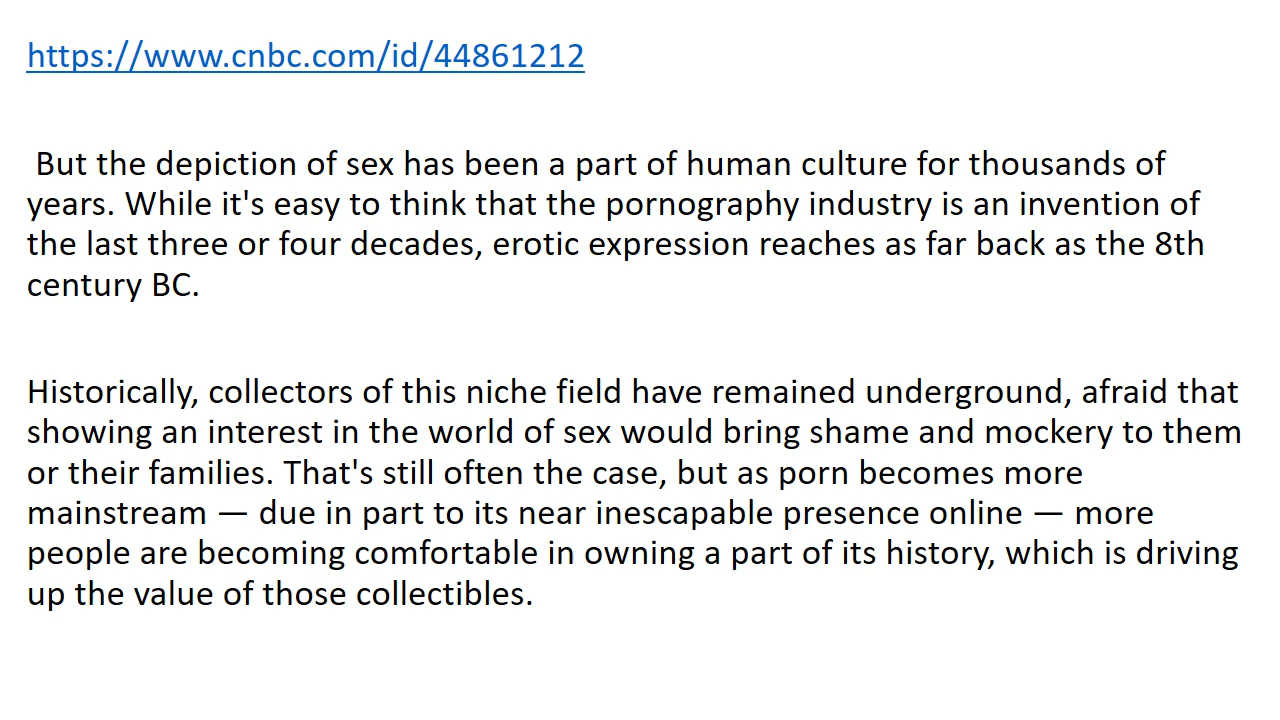 https://www.cnbc.com/id/44861212
But the depiction of sex has been a part of human culture for thousands of
years. While it's easy to think that the pornography industry is an invention of
the last three or four decades, erotic expression reaches as far back as the 8th
century BC.
Historically, collectors of this niche field have remained underground, afraid that
showing an interest in the world of sex would bring shame and mockery to them
or their families. That's still often the case, but as porn becomes more
mainstream — due in part to its near inescapable presence online — more
people are becoming comfortable in owning a part of its history, which is driving
up the value of those collectibles.